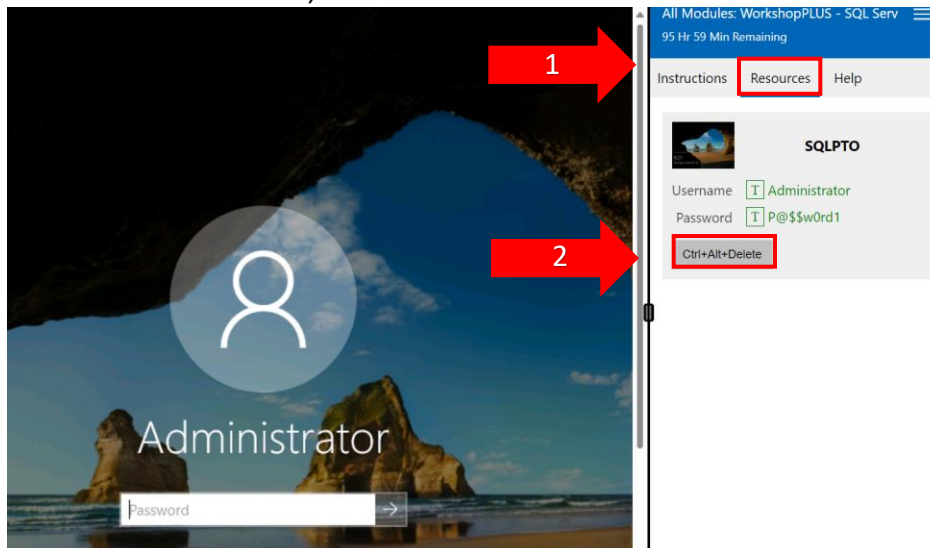 All Modules: WorkshopPLUS - SQL Serv
95 Hr 59 Min Remaining
1
Instructions Resources Help
SQLPTO
Username T Administrator
Password T P@$$w0rd1
2
Ctrl+Alt+Delete
Administrator
Password